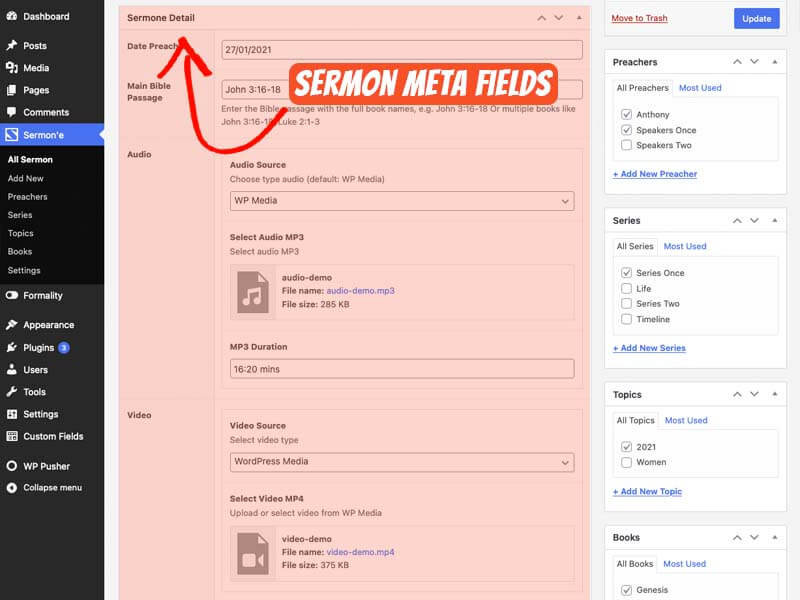 Dashboard
Posts
Media
Pages
Comments
Sermon'e
All Sermon
Add New
Preachers
Series
Topics
Books
Settings
Formality
Appearance
Plugins 3
Users
Tools
Settings
Custom Fields
WP Pusher
Collapse menu
Sermone Detail
Date Preach
27/01/2021
SERMON META FIELDS
Main Bible
Passage
John 3:16-18
Enter the Bible passage with the full book names, e.g. John 3:16-18 Or multiple books like
John 3:16-18, Luke 2:1-3
Audio
Audio Source
Choose type audio (default: WP Media)
WP Media
Select Audio MP3
Select audio MP3
audio-demo
File name: audio-demo.mp3
File size: 285 KB
MP3 Duration
16:20 mins
Video
Video Source
Select video type
WordPress Media
Select Video MP4
Upload or select video from WP Media
video-demo
File name: video-demo.mp4
File size: 375 KB
Move to Trash
Update
Preachers
All Preachers Most Used
Anthony
Speakers Once
Speakers Two
+ Add New Preacher
Series
All Series Most Used
Series Once
Life
Series Two
Timeline
+ Add New Series
Topics
All Topics Most Used
2021
Women
+ Add New Topic
Books
All Books Most Used
Genesis